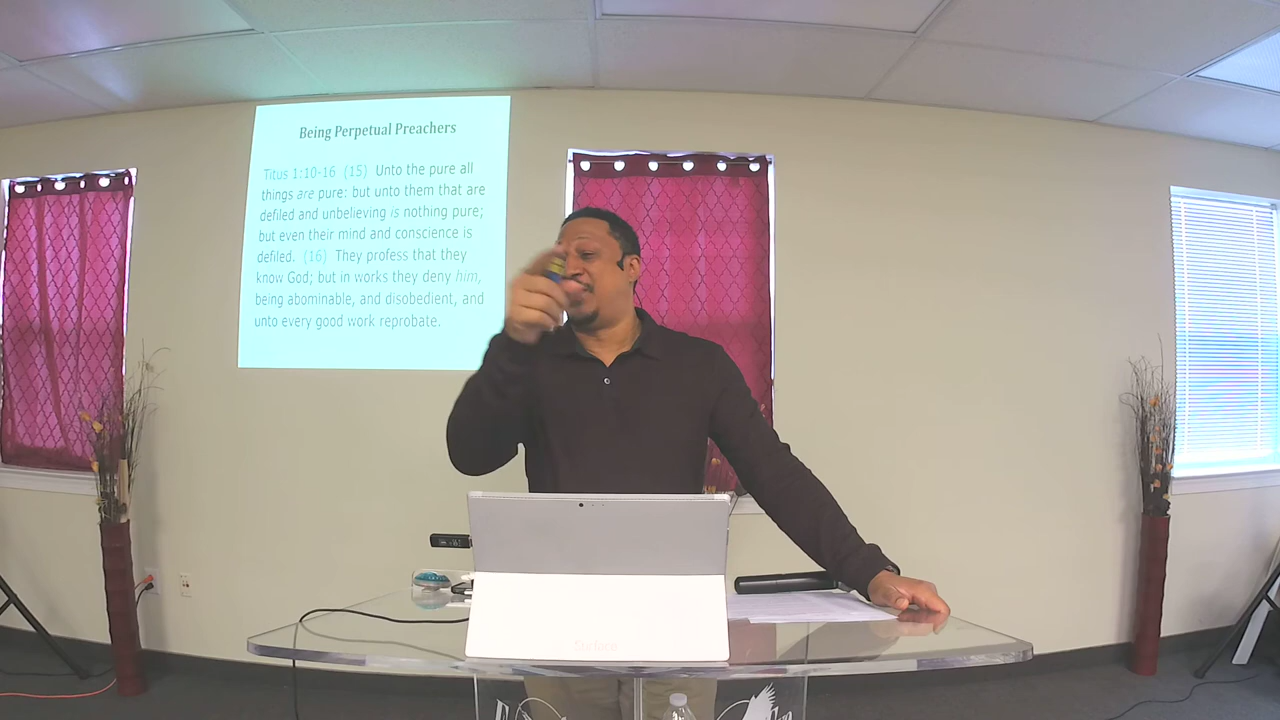 Being Perpetual Preachers
Titus 1:10-16 (15) Unto the pure all
things are pure: but unto them that are
defiled and unbelieving is nothing pure;
but even their mind and conscience is
defiled. (16) They profess that they
know God; but in works they deny him,
being abominable, and disobedient, and
unto every good work reprobate.
Surface